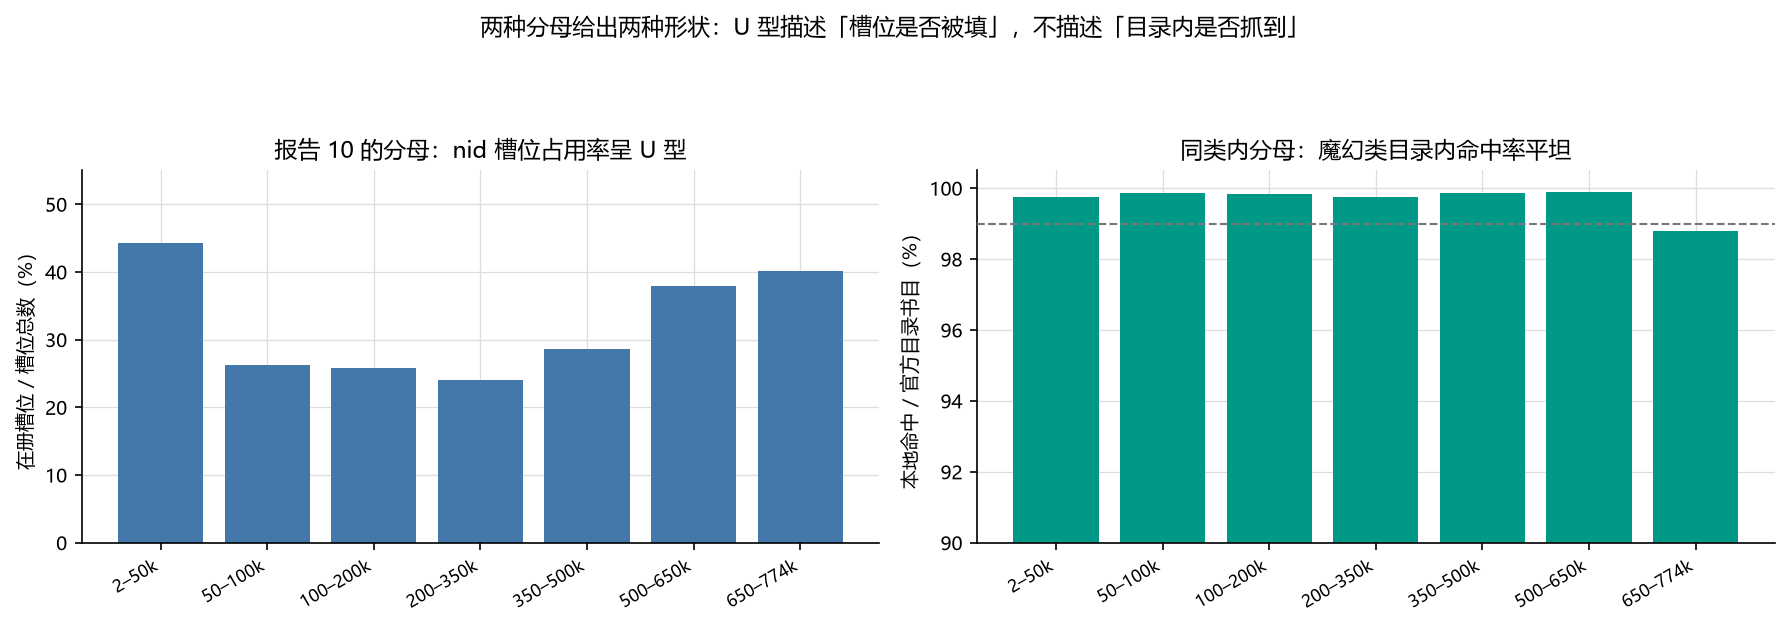 两种分母给出两种形状：U 型描述「槽位是否被填」，不描述「目录内是否抓到」
报告 10 的分母：nid 槽位占用率呈 U 型
在册槽位 / 槽位总数（%）
50
40
30
20
10
0
2–50k
50–100k
100–200k
200–350k
350–500k
500–650k
650–774k
同类内分母：魔幻类目录内命中率平坦
本地命中 / 官方目录书目（%）
100
98
96
94
92
90
2–50k
50–100k
100–200k
200–350k
350–500k
500–650k
650–774k